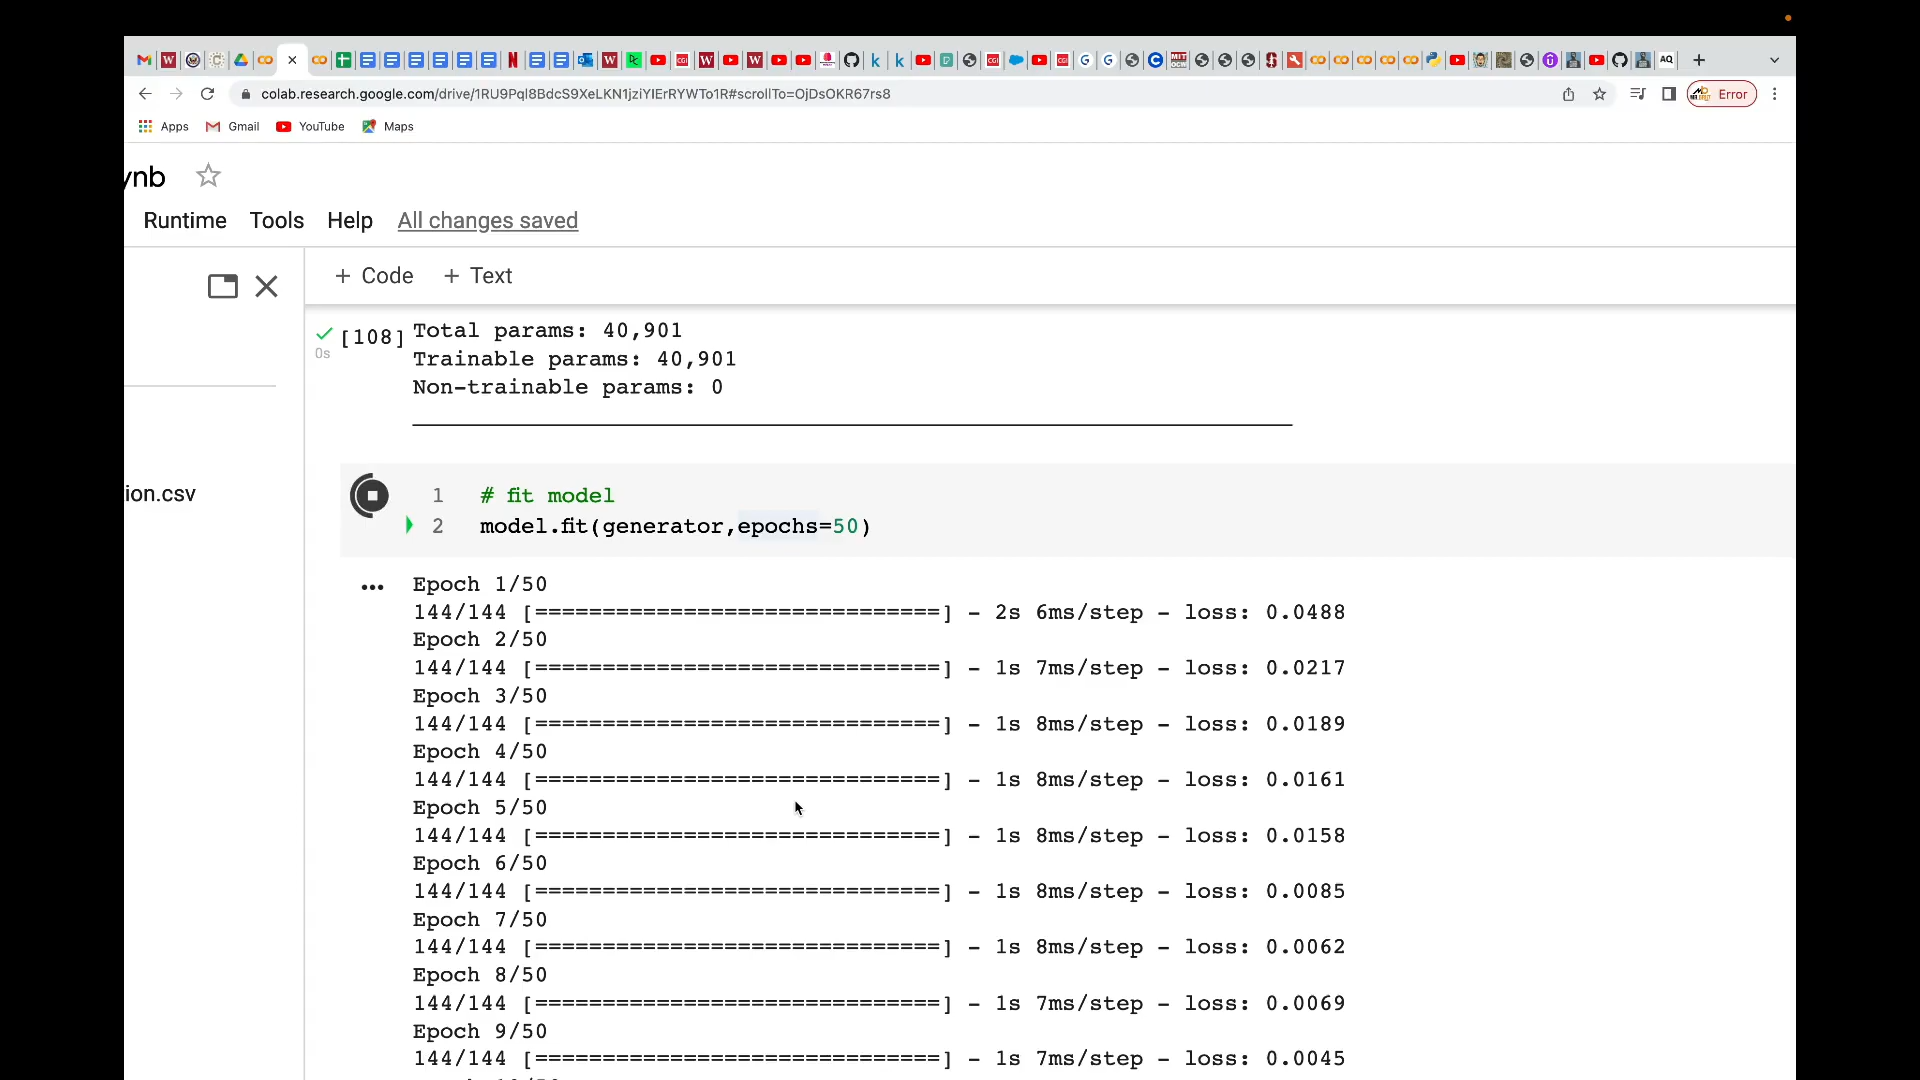 AQ
colab.research.google.com/drive/1RU9PqI8BdcS9XeLKN1jziYIErRYWTo1R#scrollTo=OjDsOKR67rs8
Error
Apps Gmail YouTube Maps
ynb
Runtime Tools Help All changes saved
+ Code + Text
[108] Total params: 40,901
0s
Trainable params: 40,901
Non-trainable params: 0
1 # fit model
ion.csv
2 model.fit(generator,epochs=50)
Epoch 1/50
144/144 [==============================] - 2s 6ms/step - loss: 0.0488
Epoch 2/50
144/144 [==============================] - 1s 7ms/step - loss: 0.0217
Epoch 3/50
144/144 [==============================] - 1s 8ms/step - loss: 0.0189
Epoch 4/50
144/144 [==============================] - 1s 8ms/step - loss: 0.0161
Epoch 5/50
144/144 [==============================] - 1s 8ms/step - loss: 0.0158
Epoch 6/50
144/144 [==============================] - 1s 8ms/step - loss: 0.0085
Epoch 7/50
144/144 [==============================] - 1s 8ms/step - loss: 0.0062
Epoch 8/50
144/144 [==============================] - 1s 7ms/step - loss: 0.0069
Epoch 9/50
144/144 [==============================] - 1s 7ms/step - loss: 0.0045